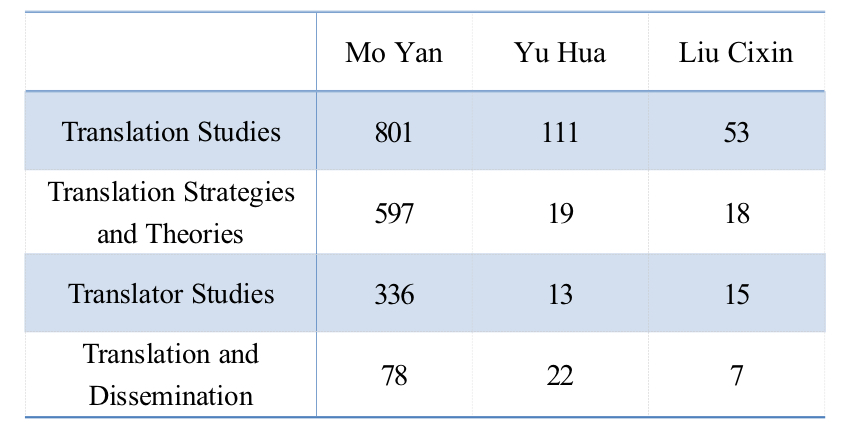 Mo Yan Yu Hua Liu Cixin
Translation Studies 801 111 53
Translation Strategies
and Theories 597 19 18
Translator Studies 336 13 15
Translation and
Dissemination 78 22 7